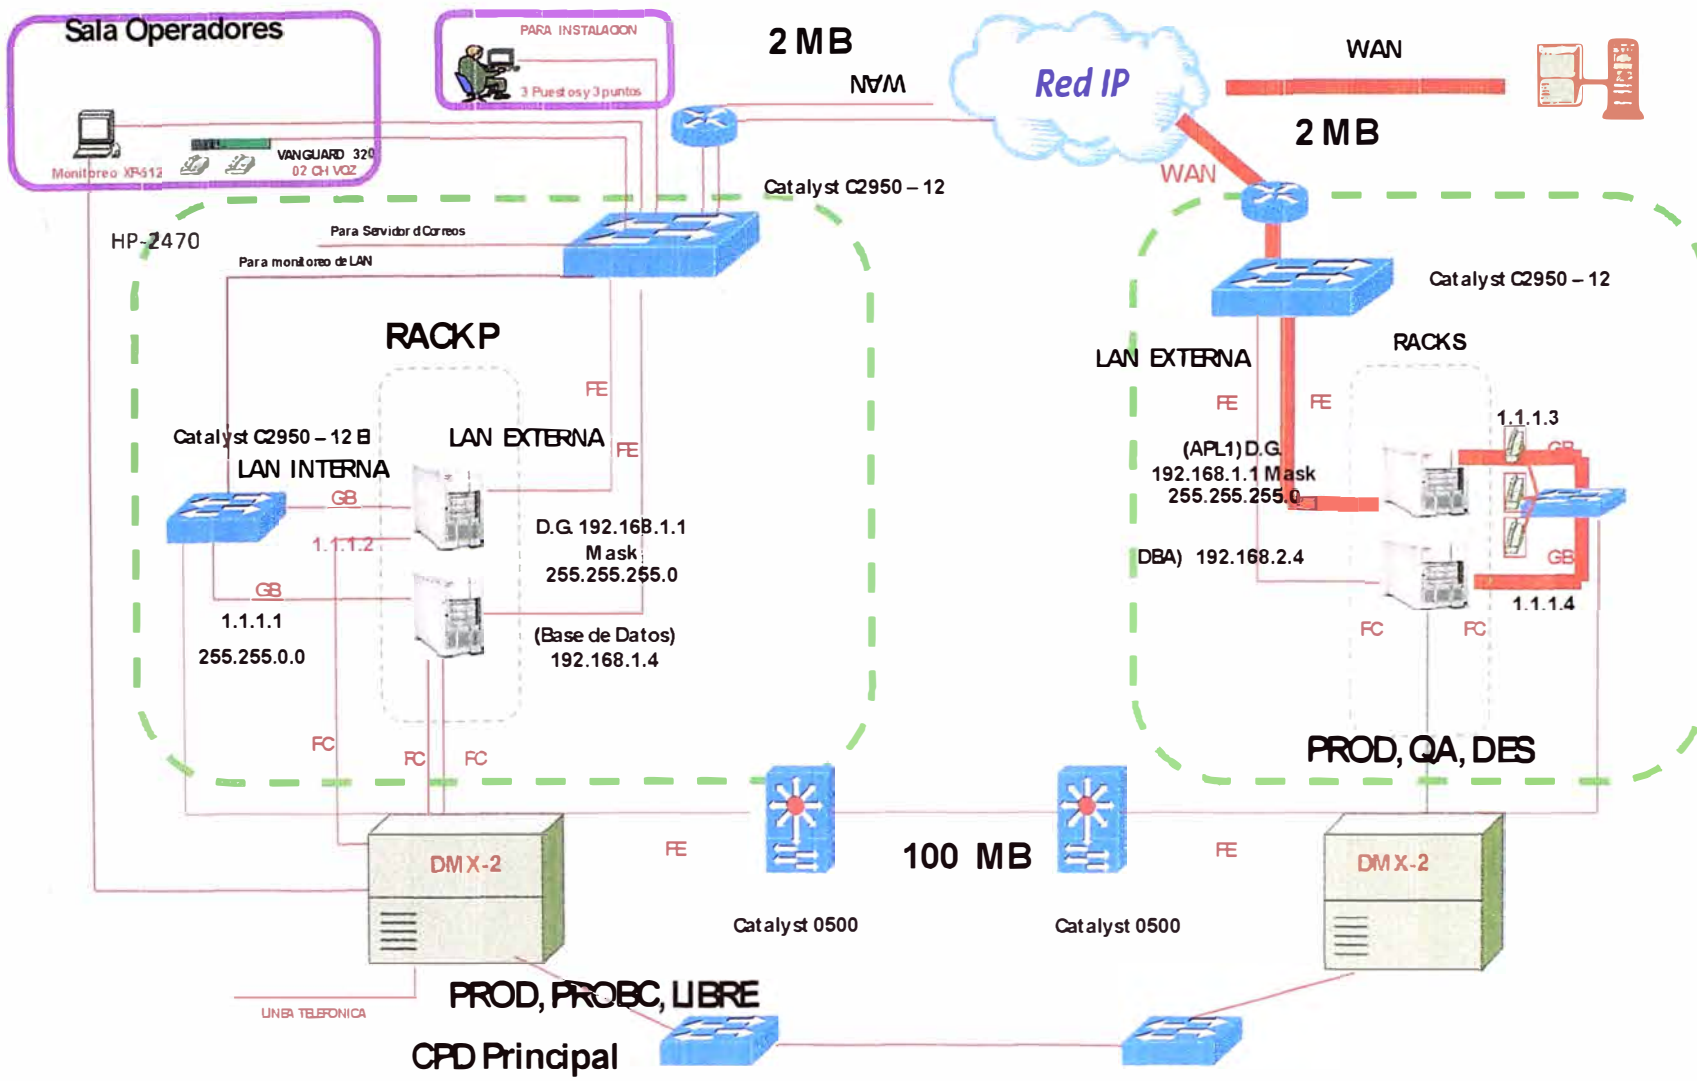 Sala Operadores
PARA INSTALACION
3 Puestos y 3 puntos
2 MB
WAN
Red IP
WAN
2 MB
WAN
Monitoreo XP-512
VANGUARD 320
02 CH VOZ
Catalyst C2950 – 12
HP-2470
Para Servidor d Correos
Para monitoreo de LAN
RACK P
FE
FE
Catalyst C2950 – 12 EI
LAN EXTERNA
LAN INTERNA
GB
1.1.1.2
D.G. 192.168.1.1
Mask
255.255.255.0
GB
1.1.1.1
255.255.0.0
(Base de Datos)
192.168.1.4
FC
FC
FC
Catalyst C2950 – 12
RACKS
LAN EXTERNA
FE
FE
1.1.1.3
GB
(APL1) D.G.
192.168.1.1 Mask
255.255.255.0
DBA) 192.168.2.4
GB
1.1.1.4
FC
FC
PROD, QA, DES
DMX-2
FE
100 MB
FE
DMX-2
Catalyst 0500
Catalyst 0500
LINEA TELEFONICA
PROD, PROBC, LIBRE
CPD Principal